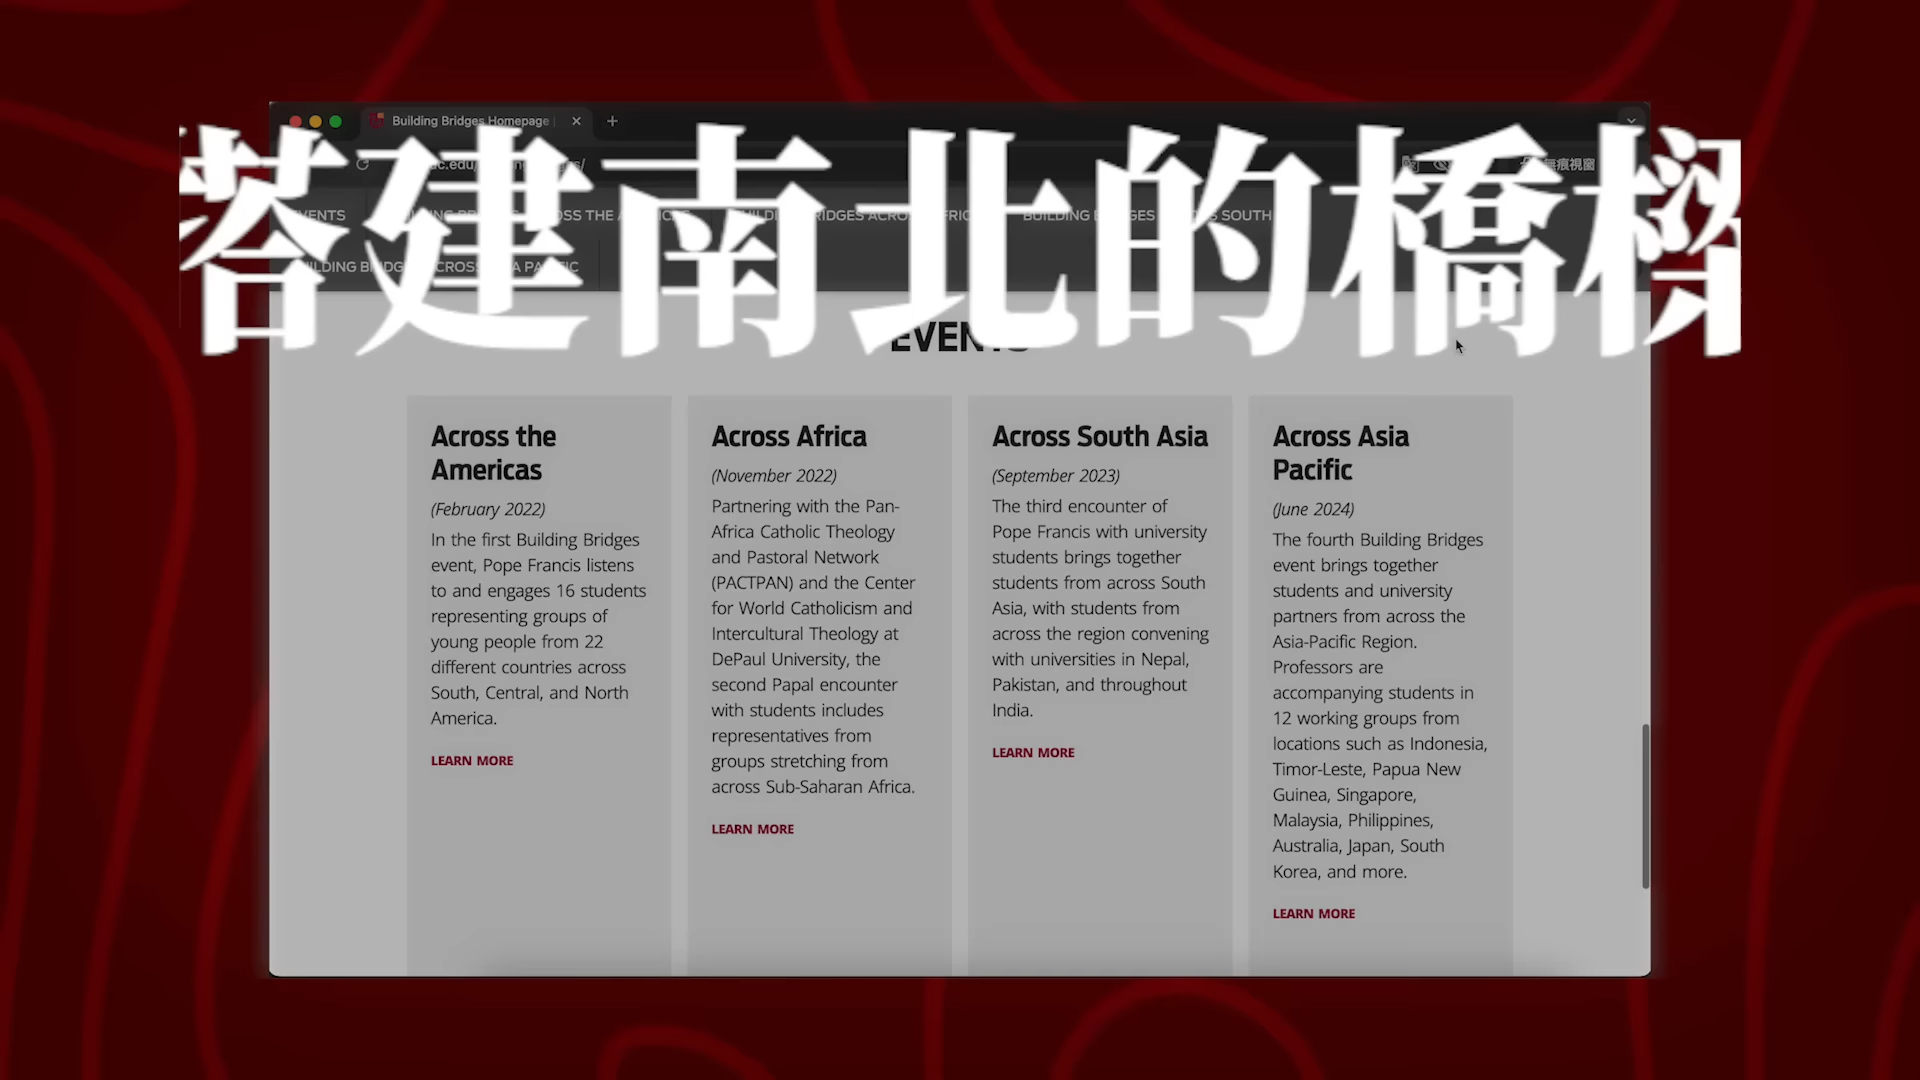 Building Bridges Homepage
搭建南北的橋樑
無痕視窗
EVENTS
Across the
Americas
(February 2022)
In the first Building Bridges
event, Pope Francis listens
to and engages 16 students
representing groups of
young people from 22
different countries across
South, Central, and North
America.
LEARN MORE
Across Africa
(November 2022)
Partnering with the Pan-
Africa Catholic Theology
and Pastoral Network
(PACTPAN) and the Center
for World Catholicism and
Intercultural Theology at
DePaul University, the
second Papal encounter
with students includes
representatives from
groups stretching from
across Sub-Saharan Africa.
LEARN MORE
Across South Asia
(September 2023)
The third encounter of
Pope Francis with university
students brings together
students from across South
Asia, with students from
across the region convening
with universities in Nepal,
Pakistan, and throughout
India.
LEARN MORE
Across Asia
Pacific
(June 2024)
The fourth Building Bridges
event brings together
students and university
partners from across the
Asia-Pacific Region.
Professors are
accompanying students in
12 working groups from
locations such as Indonesia,
Timor-Leste, Papua New
Guinea, Singapore,
Malaysia, Philippines,
Australia, Japan, South
Korea, and more.
LEARN MORE